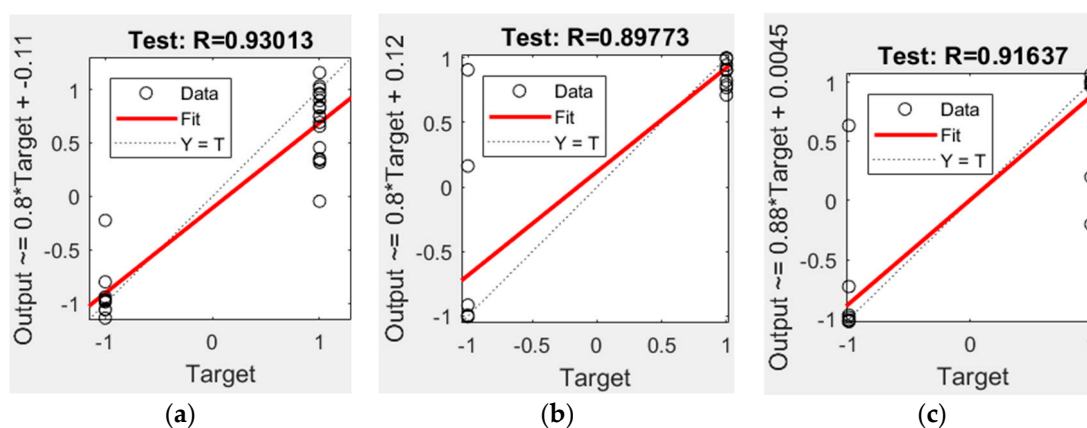 Test: R=0.93013
Output ~= 0.8*Target + -0.11
Data
Fit
Y = T
1
0.5
0
-0.5
-1
-1
0
1
Target
(a)
Test: R=0.89773
Output ~= 0.8*Target + 0.12
Data
Fit
Y = T
1
0.5
0
-0.5
-1
-1
-0.5
0
0.5
1
Target
(b)
Test: R=0.91637
Output ~= 0.88*Target + 0.0045
Data
Fit
Y = T
1
0.5
0
-0.5
-1
-1
0
Target
(c)